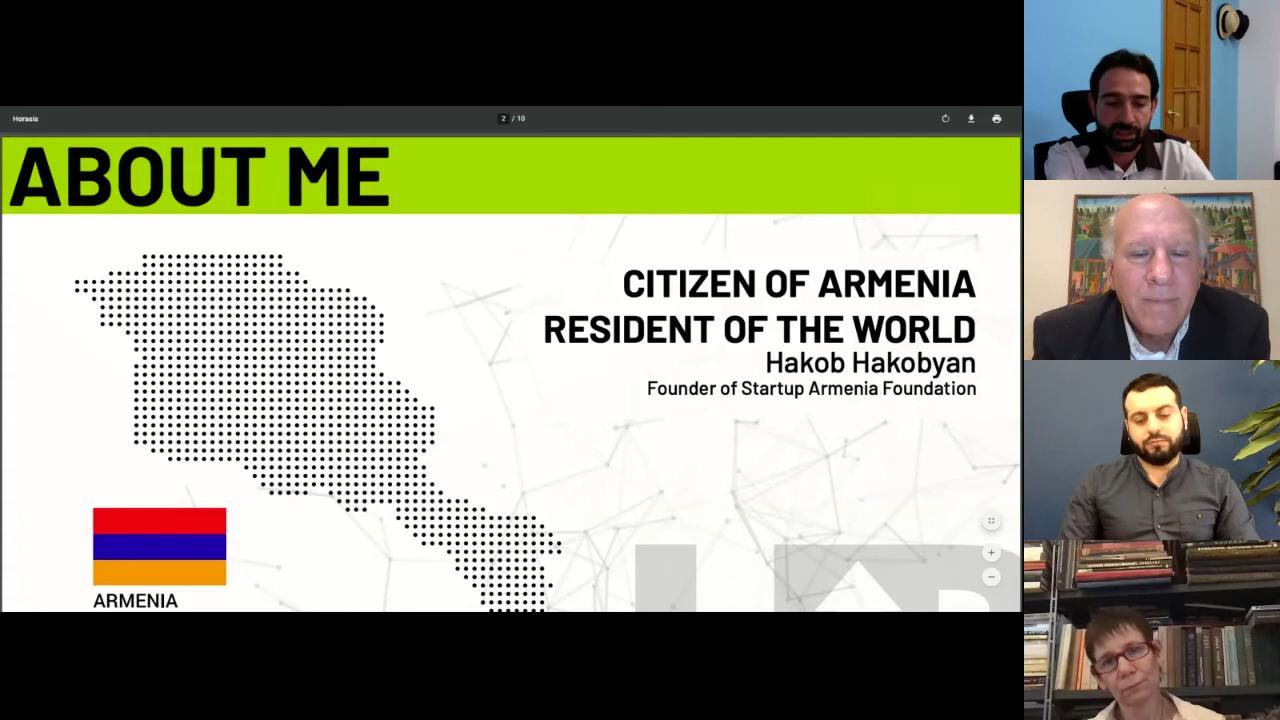 Horasis
2 / 10
ABOUT ME
CITIZEN OF ARMENIA
RESIDENT OF THE WORLD
Hakob Hakobyan
Founder of Startup Armenia Foundation
ARMENIA